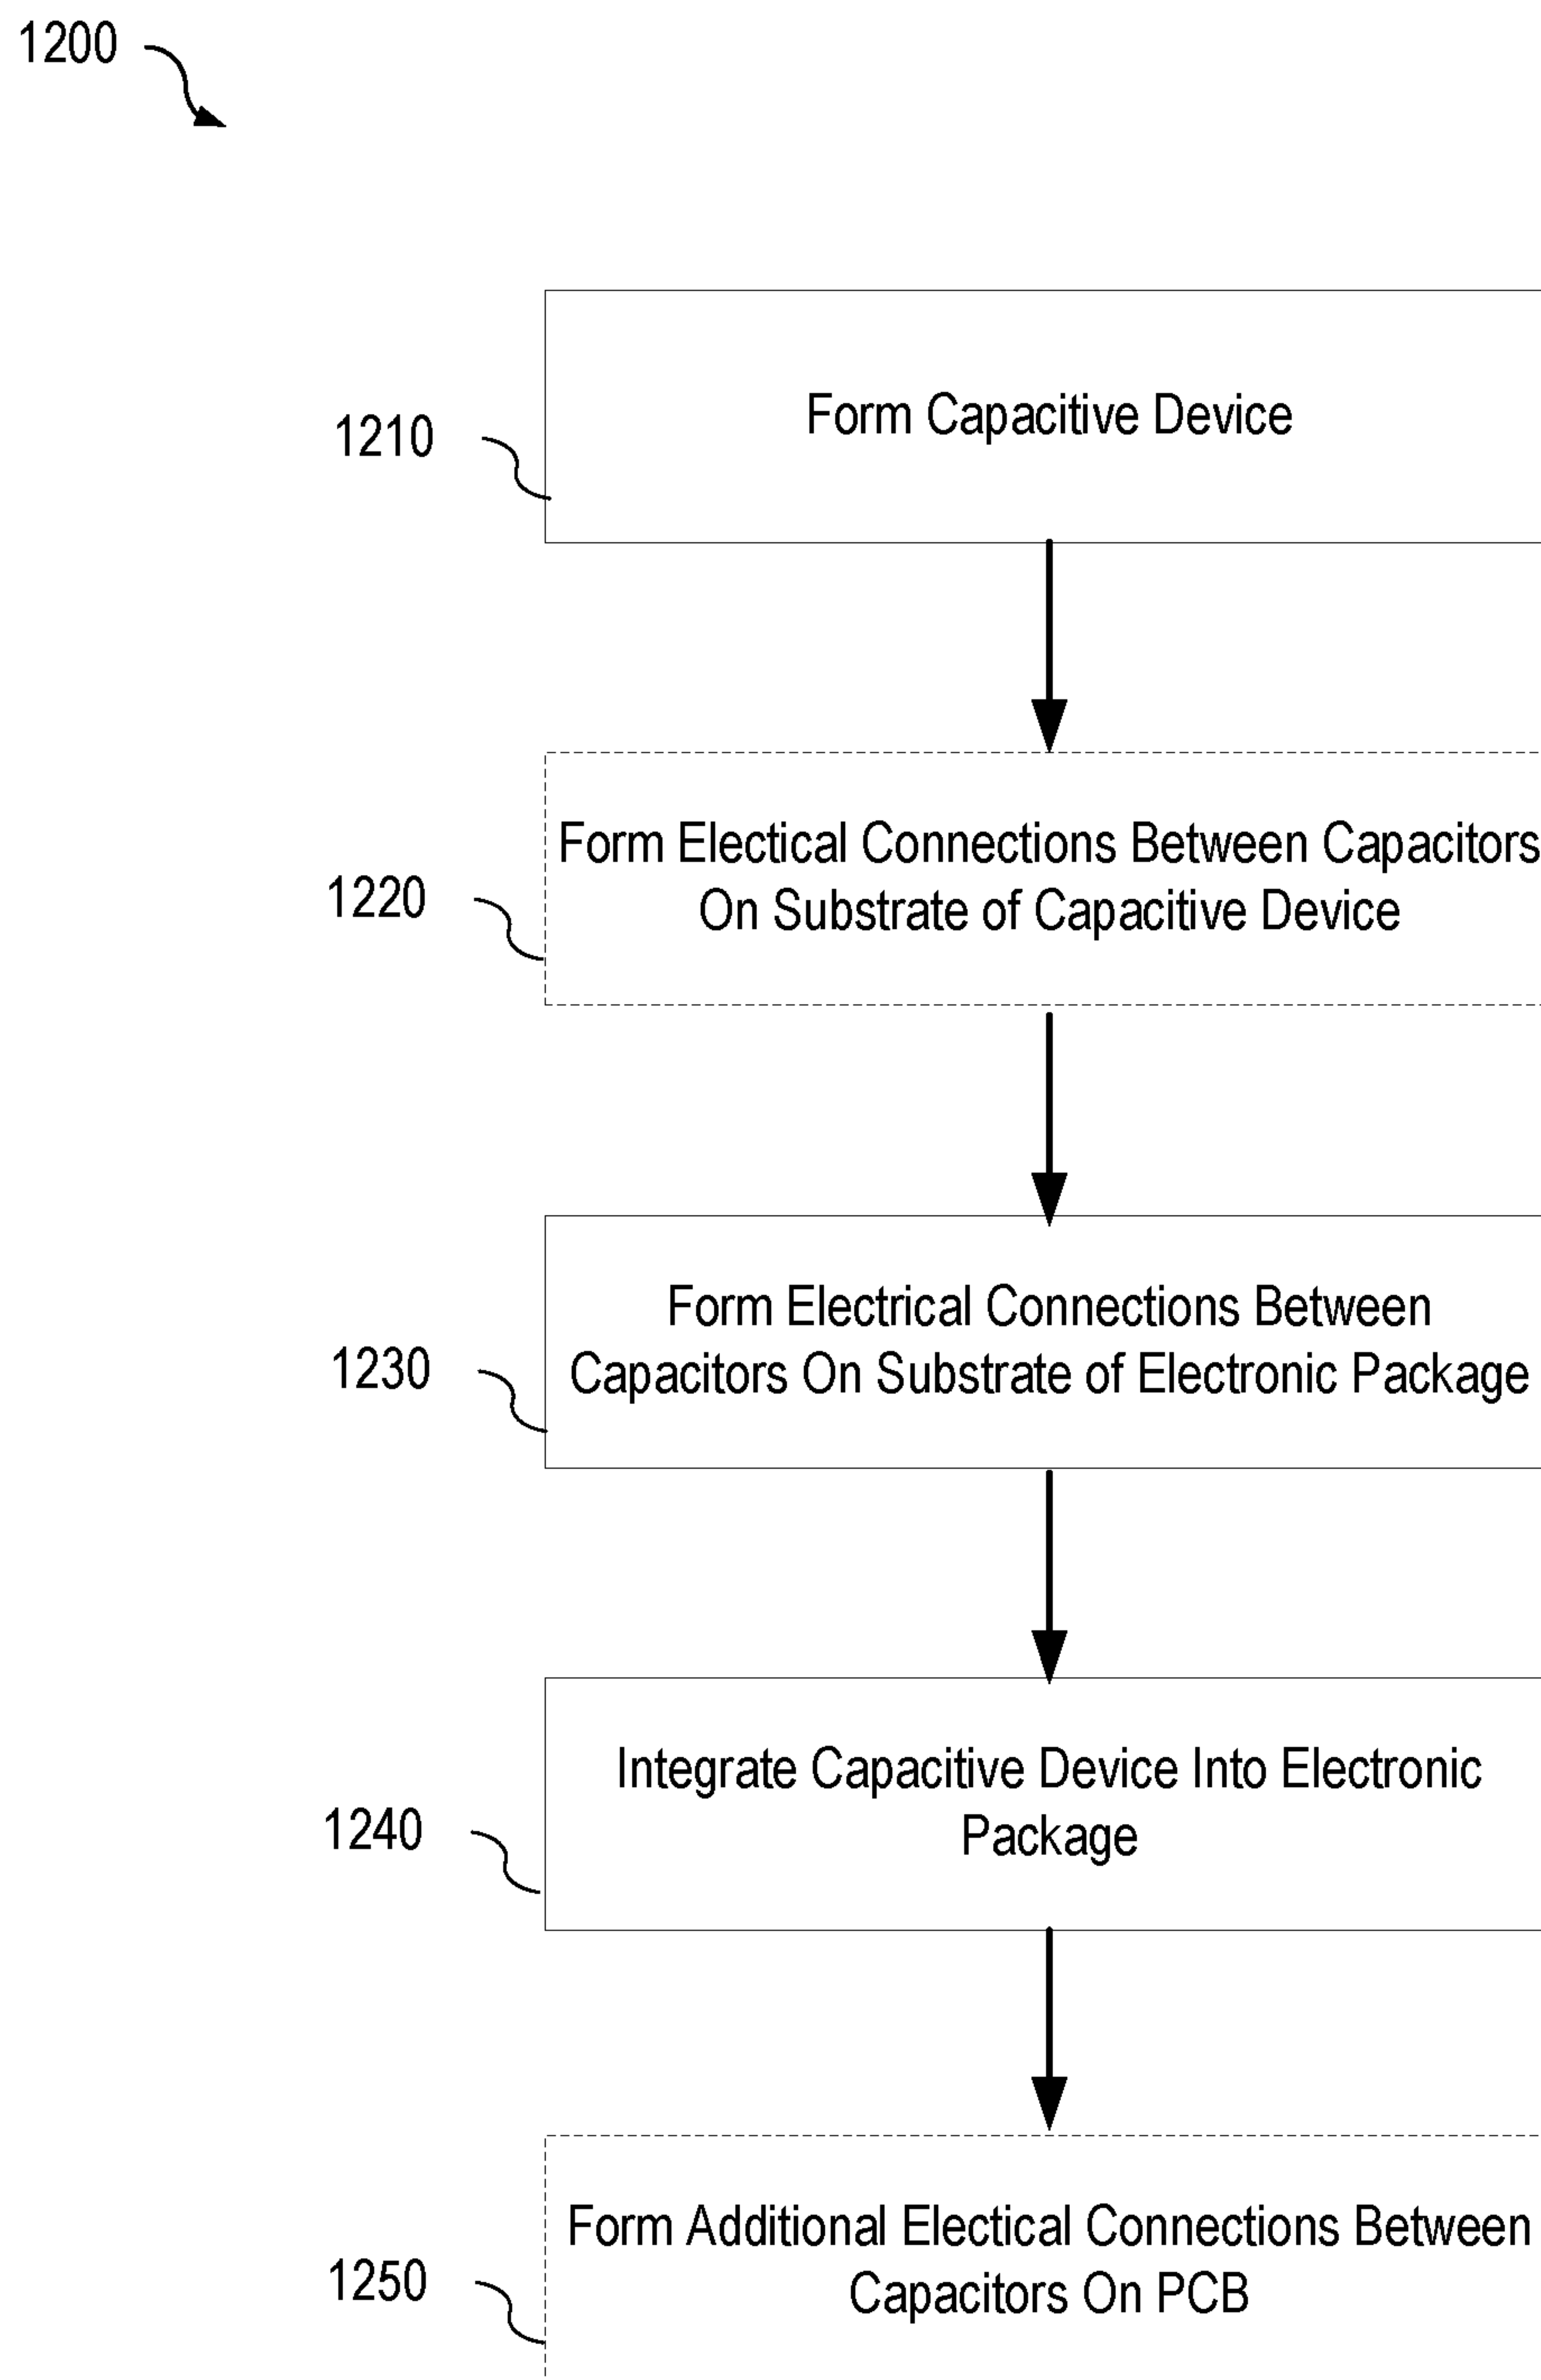 1200
Form Capacitive Device
1210
Form Electical Connections Between Capacitors
On Substrate of Capacitive Device
1220
Form Electrical Connections Between
Capacitors On Substrate of Electronic Package
1230
Integrate Capacitive Device Into Electronic
Package
1240
Form Additional Electical Connections Between
Capacitors On PCB
1250